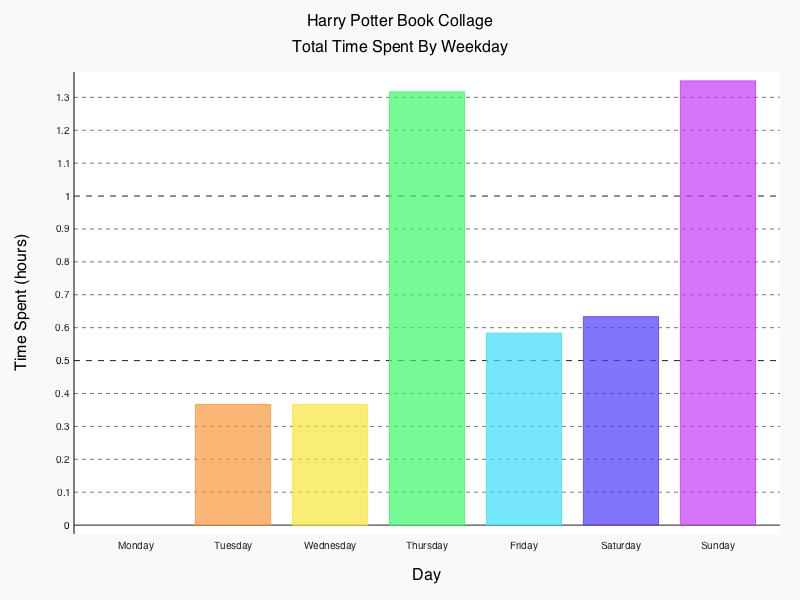 Harry Potter Book Collage
Total Time Spent By Weekday
Time Spent (hours)
1.3
1.2
1.1
1
0.9
0.8
0.7
0.6
0.5
0.4
0.3
0.2
0.1
0
Monday Tuesday Wednesday Thursday Friday Saturday Sunday
Day